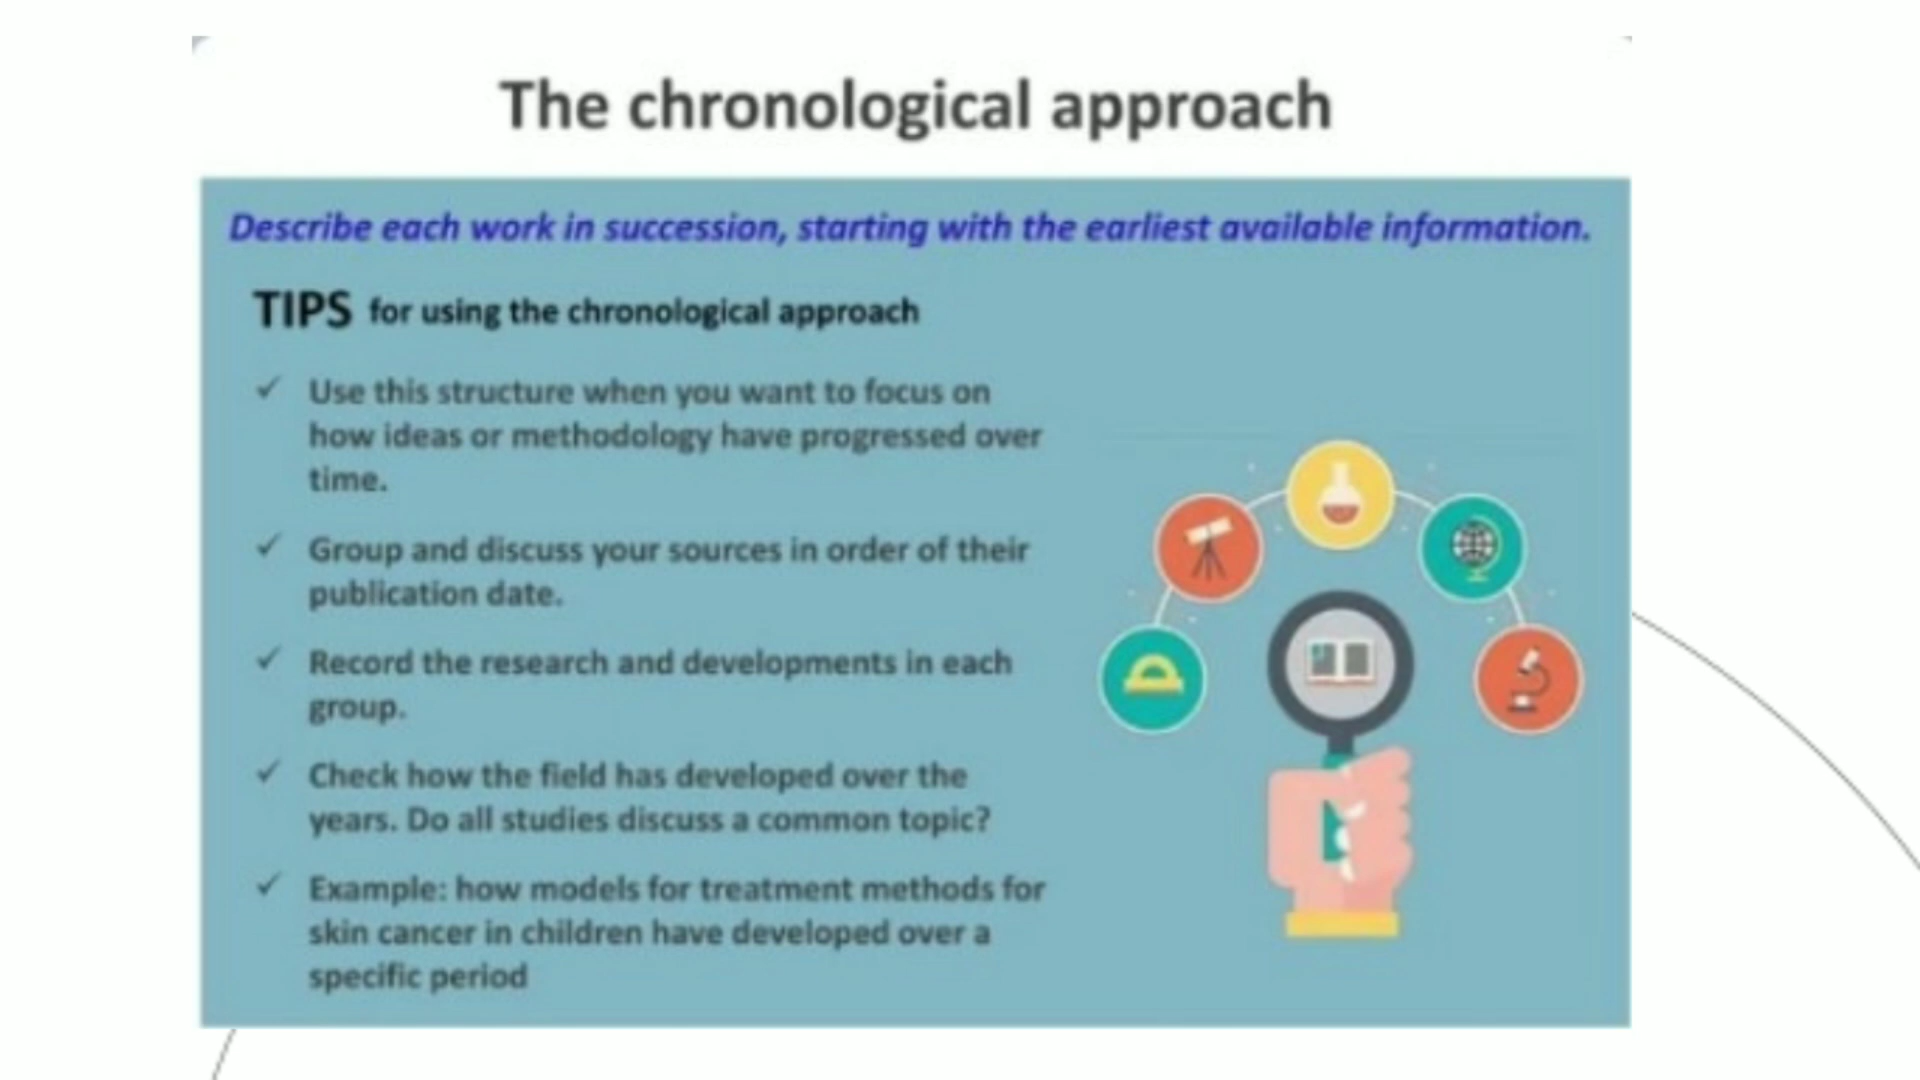 The chronological approach
Describe each work in succession, starting with the earliest available information.
TIPS for using the chronological approach
✓ Use this structure when you want to focus on
how ideas or methodology have progressed over
time.
✓ Group and discuss your sources in order of their
publication date.
✓ Record the research and developments in each
group.
✓ Check how the field has developed over the
years. Do all studies discuss a common topic?
✓ Example: how models for treatment methods for
skin cancer in children have developed over a
specific period